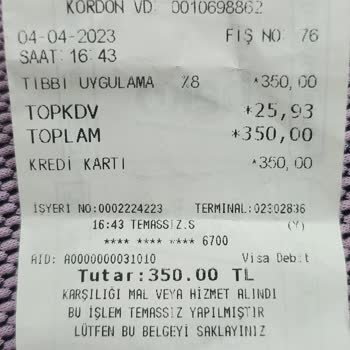 KORDON VD: 0010698862
04-04-2023 FİŞ NO: 76
SAAT: 16:43
TIBBİ UYGULAMA %8 *350,00
TOPKDV *25,93
TOPLAM *350,00
KREDİ KARTI *350,00
İŞYERİ NO:0002224223 TERMİNAL:02302836
16:43 TEMASSIZ.S (Y)
**** **** **** 6700
AID: A0000000031010 Visa Debit
Tutar:350.00 TL
KARŞILIĞI MAL VEYA HİZMET ALINDI
BU İŞLEM TEMASSIZ YAPILMIŞTIR
LÜTFEN BU BELGEYİ SAKLAYINIZ